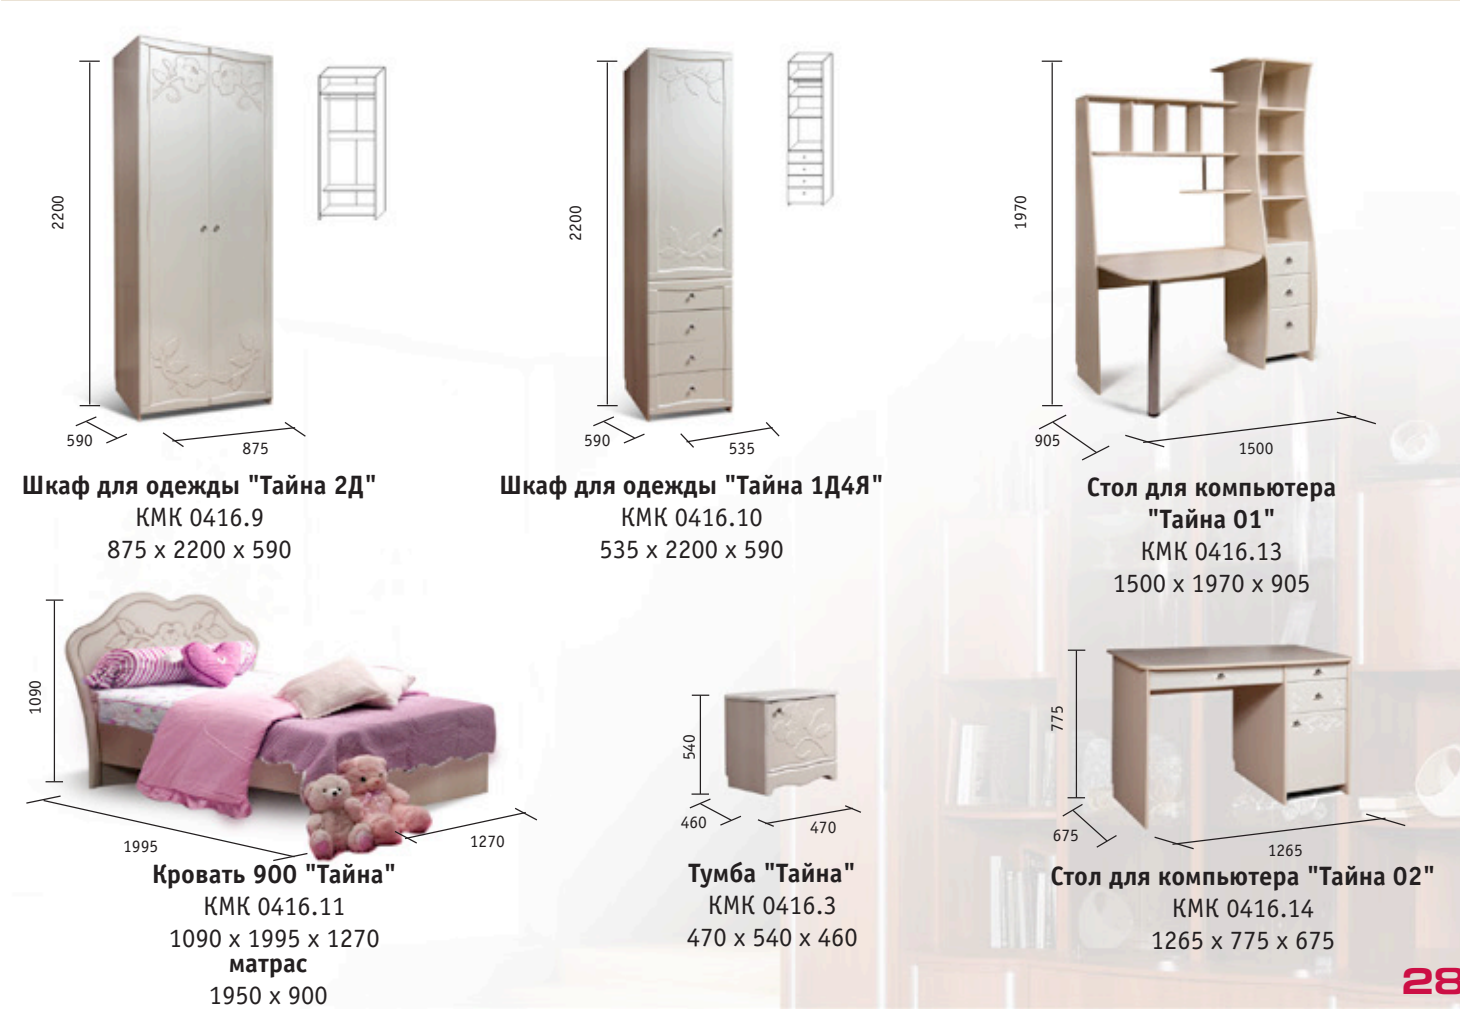 2200
590
875
Шкаф для одежды "Тайна 2Д"
КМК 0416.9
875 x 2200 x 590
2200
590
535
Шкаф для одежды "Тайна 1Д4Я"
КМК 0416.10
535 x 2200 x 590
1970
905
1500
Стол для компьютера
"Тайна 01"
КМК 0416.13
1500 x 1970 x 905
1090
1995
1270
Кровать 900 "Тайна"
КМК 0416.11
1090 x 1995 x 1270
матрас
1950 x 900
540
460
470
Тумба "Тайна"
КМК 0416.3
470 x 540 x 460
775
675
1265
Стол для компьютера "Тайна 02"
КМК 0416.14
1265 x 775 x 675
28